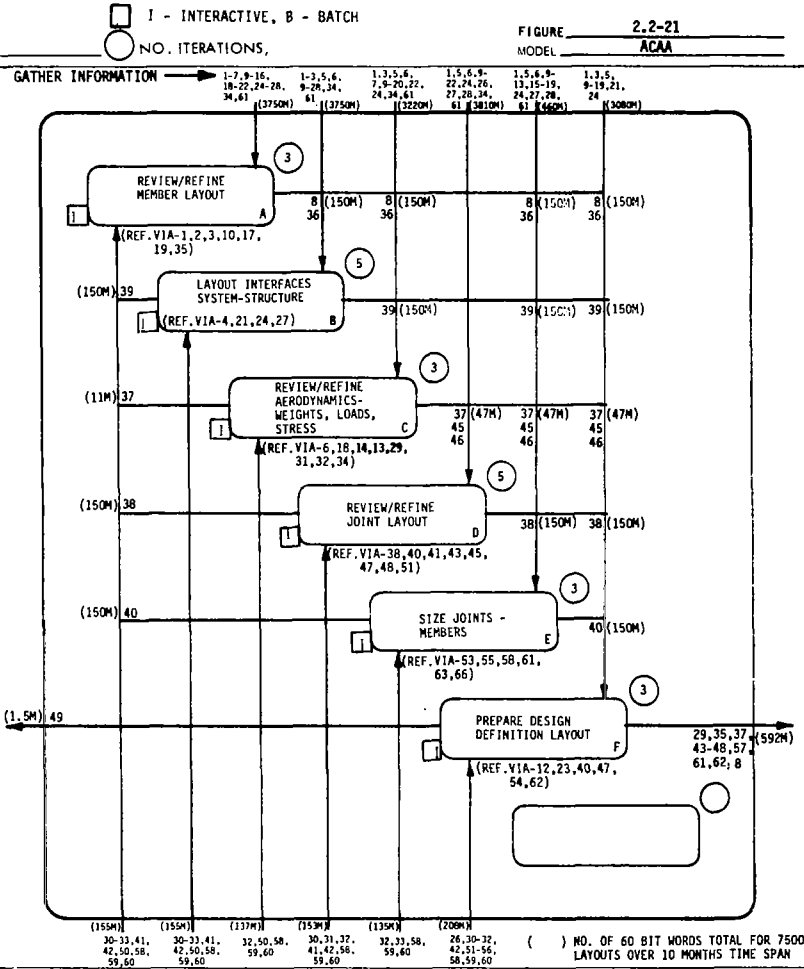 I - INTERACTIVE, B - BATCH
NO. ITERATIONS,
FIGURE 2.2-21
MODEL ACAA
GATHER INFORMATION
1-7,9-16,
18-22,24-28,
34,61
(3750M)
1-3,5,6,
9-28,34,
61
(3750M)
1,3,5,6,
7,9-20,22,
24,34,61
(3220M)
1,5,6,9-
22,24,26,
27,28,34,
61 (3810M)
1,5,6,9-
13,15-19,
24,27,28,
61 (460M)
1,3,5,
9-19,21,
24
(3080M)
3
REVIEW/REFINE
MEMBER LAYOUT
A
I
8 (150M)
36
8 (150M)
36
8 (150M)
36
8 (150M)
36
(REF.VIA-1,2,3,10,17,
19,35)
5
LAYOUT INTERFACES
SYSTEM-STRUCTURE
(REF.VIA-4,21,24,27) B
I
(150M) 39
39 (150M)
39 (150M)
39 (150M)
3
REVIEW/REFINE
AERODYNAMICS-
WEIGHTS, LOADS,
STRESS
C
I
(11M) 37
37 (47M)
45
46
37 (47M)
45
46
37 (47M)
45
46
(REF.VIA-6,18,14,13,29,
31,32,34)
5
REVIEW/REFINE
JOINT LAYOUT
D
I
(150M) 38
38 (150M)
38 (150M)
(REF.VIA-38,40,41,43,45,
47,48,51)
3
SIZE JOINTS -
MEMBERS
E
I
(150M) 40
40 (150M)
(REF.VIA-53,55,58,61,
63,66)
3
PREPARE DESIGN
DEFINITION LAYOUT
F
I
(1.5M) 49
29,35,37
43-48,57
61,62, 8
(592M)
(REF.VIA-12,23,40,47,
54,62)
(155M)
30-33,41,
42,50,58,
59,60
(155M)
30-33,41,
42,50,58,
59,60
(137M)
32,50,58,
59,60
(153M)
30,31,32,
41,42,58,
59,60
(135M)
32,33,58,
59,60
(208M)
26,30-32,
42,51-56,
58,59,60
( ) NO. OF 60 BIT WORDS TOTAL FOR 7500
LAYOUTS OVER 10 MONTHS TIME SPAN